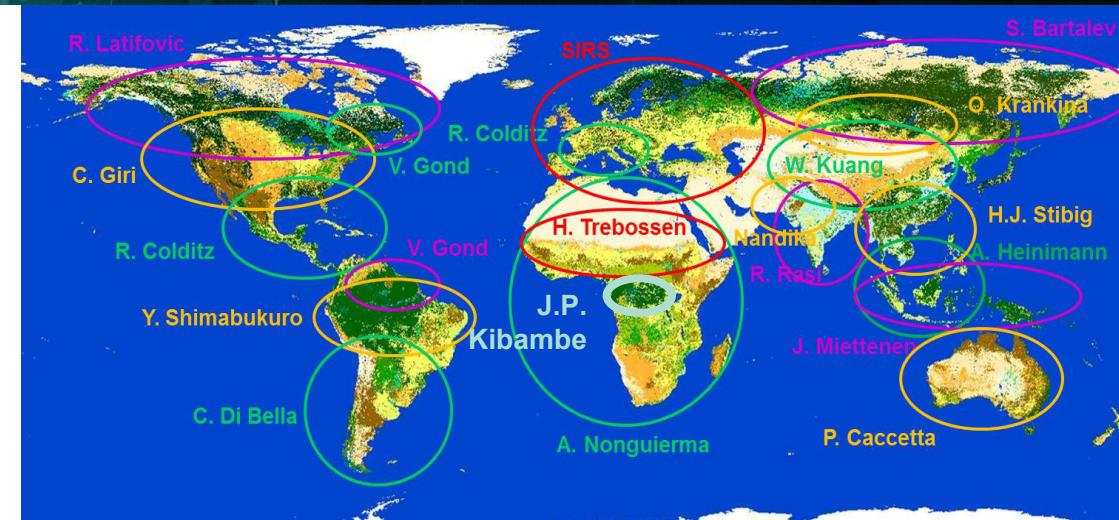 R. Latifovic
SIRS
S. Bartalev
O. Krankina
R. Colditz
V. Gond
W. Kuang
C. Giri
H.J. Stibig
H. Trebossen
Nandika
R. Colditz
V. Gond
A. Heinimann
R. Rasi
J.P.
Kibambe
Y. Shimabukuro
J. Miettenen
C. Di Bella
P. Caccetta
A. Nonguierma